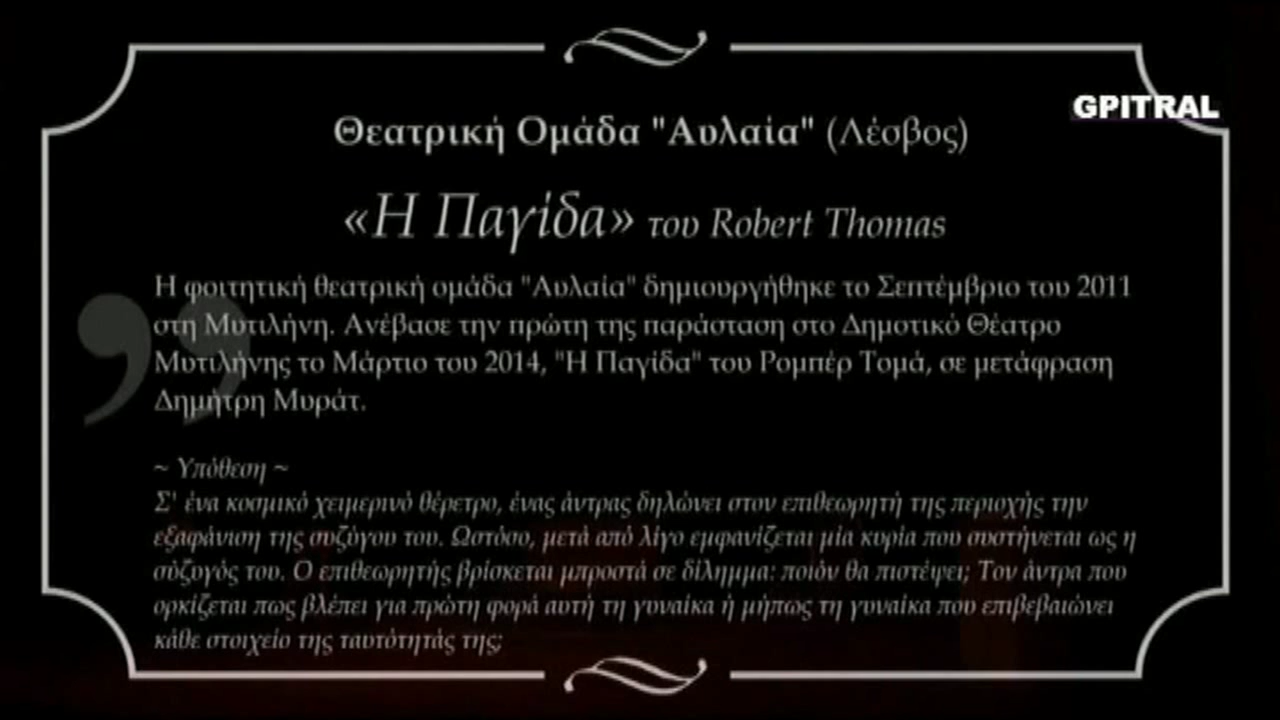 GPITRAL
Θεατρική Ομάδα "Αυλαία" (Λέσβος)
«Η Παγίδα» του Robert Thomas
Η φοιτητική θεατρική ομάδα "Αυλαία" δημιουργήθηκε το Σεπτέμβριο του 2011
στη Μυτιλήνη. Ανέβασε την πρώτη της παράσταση στο Δημοτικό Θέατρο
Μυτιλήνης το Μάρτιο του 2014, "Η Παγίδα" του Ρομπέρ Τομά, σε μετάφραση
Δημήτρη Μυράτ.
~ Υπόθεση ~
Σ' ένα κοσμικό χειμερινό θέρετρο, ένας άντρας δηλώνει στον επιθεωρητή της περιοχής την
εξαφάνιση της συζύγου του. Ωστόσο, μετά από λίγο εμφανίζεται μία κυρία που συστήνεται ως η
σύζυγός του. Ο επιθεωρητής βρίσκεται μπροστά σε δίλημμα: ποιόν θα πιστέψει; Τον άντρα που
ορκίζεται πως βλέπει για πρώτη φορά αυτή τη γυναίκα ή μήπως τη γυναίκα που επιβεβαιώνει
κάθε στοιχείο της ταυτότητάς της;